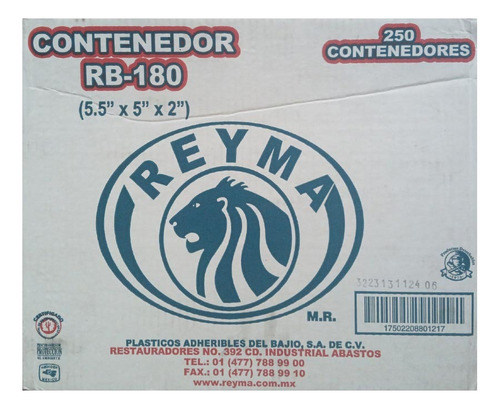 CONTENEDOR
RB-180
(5.5” x 5” x 2”)
250
CONTENEDORES
REYMA
M.R.
3223131124 06
17502208801217
PLASTICOS ADHERIBLES DEL BAJIO, S.A. DE C.V.
RESTAURADORES NO. 392 CD. INDUSTRIAL ABASTOS
TEL.: 01 (477) 788 99 00
FAX.: 01 (477) 788 99 10
www.reyma.com.mx